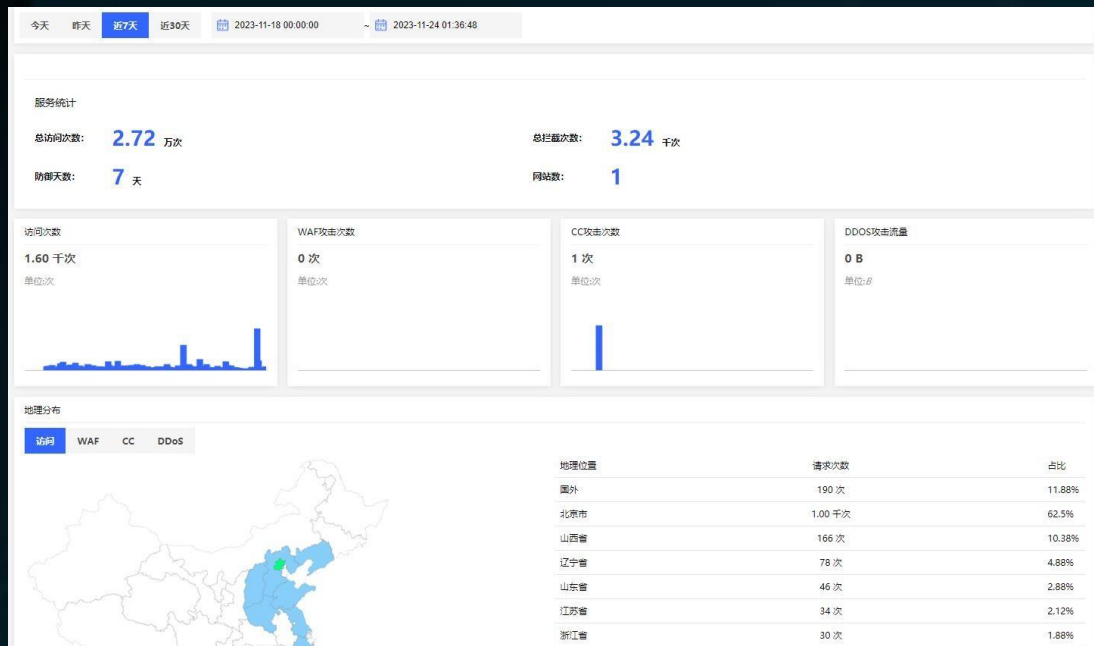 今天 昨天 近7天 近30天 2023-11-18 00:00:00 ~ 2023-11-24 01:36:48
服务统计
总访问次数: 2.72 万次 总拦截次数: 3.24 千次
防御天数: 7 天 网站数: 1
访问次数 WAF攻击次数 CC攻击次数 DDOS攻击流量
1.60 千次 0 次 1 次 0 B
单位:次 单位:次 单位:次 单位:B
地理分布
访问 WAF CC DDoS
地理位置 请求次数 占比
国外 190 次 11.88%
北京市 1.00 千次 62.5%
山西省 166 次 10.38%
辽宁省 78 次 4.88%
山东省 46 次 2.88%
江苏省 34 次 2.12%
浙江省 30 次 1.88%